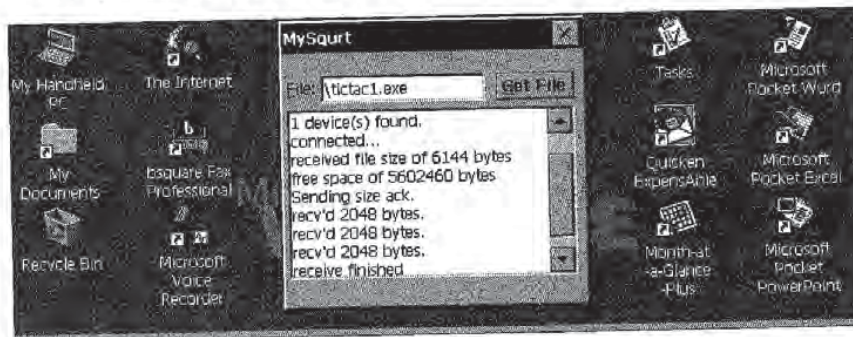 My Handheld
PC
My
Documents
Recycle Bin
The Internet
bsquare Fax
Professional
Microsoft
Voice
Recorder
MySqurt
File: \tictac1.exe
Get File
1 device(s) found.
connected...
received file size of 6144 bytes
free space of 5602460 bytes
Sending size ack.
recv'd 2048 bytes.
recv'd 2048 bytes.
recv'd 2048 bytes.
receive finished
Tasks
Quicken
ExpensAble
Month-at
-a-Glance
-Plus
Microsoft
Pocket Word
Microsoft
Pocket Excel
Microsoft
Pocket
PowerPoint